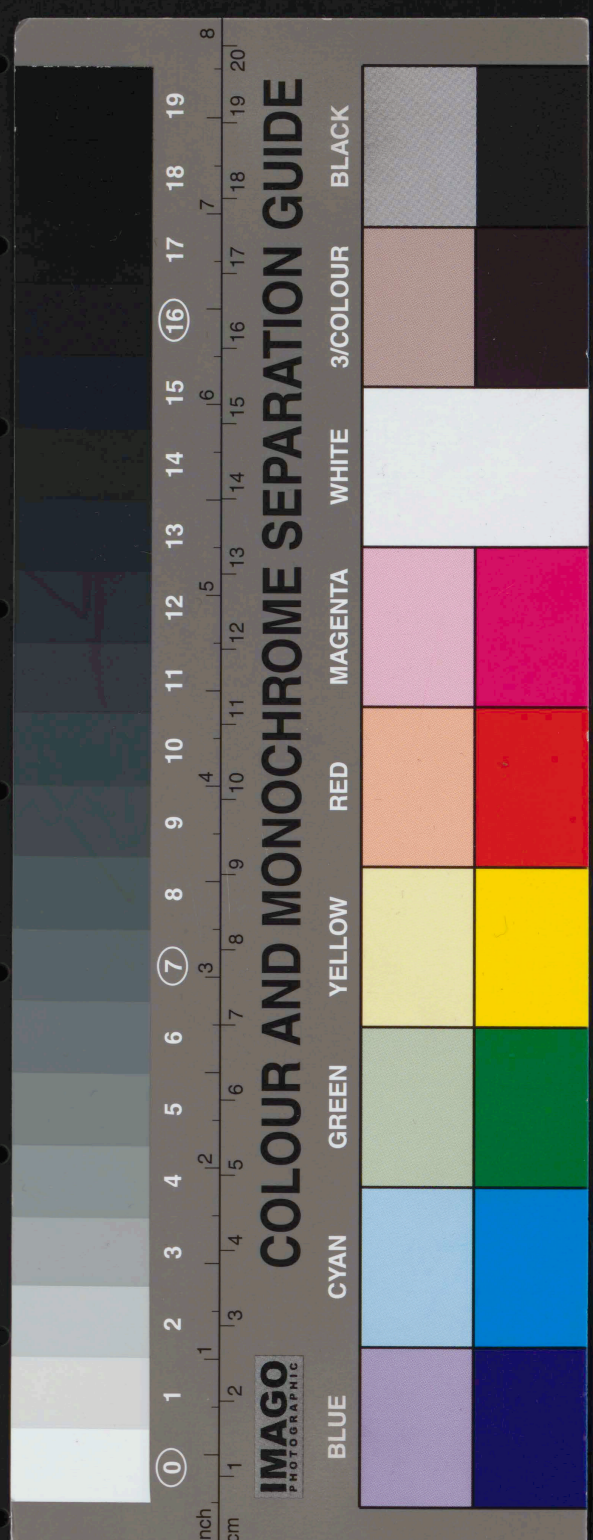 0 1 2 3 4 5 6 7 8 9 10 11 12 13 14 15 16 17 18 19
nch 1 2 3 4 5 6 7 8
cm 1 2 3 4 5 6 7 8 9 10 11 12 13 14 15 16 17 18 19 20
IMAGO
PHOTOGRAPHIC
COLOUR AND MONOCHROME SEPARATION GUIDE
BLUE CYAN GREEN YELLOW RED MAGENTA WHITE 3/COLOUR BLACK